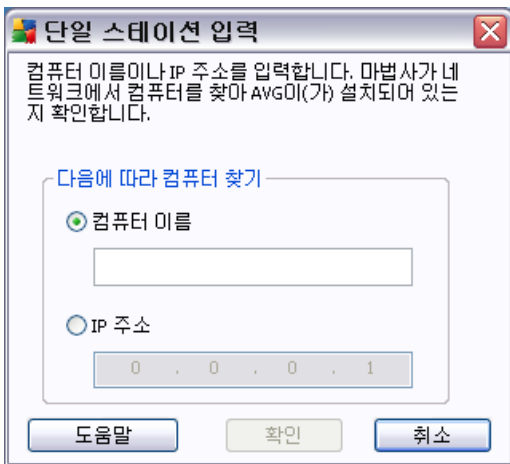 단일 스테이션 입력
컴퓨터 이름이나 IP 주소를 입력합니다. 마법사가 네
트워크에서 컴퓨터를 찾아 AVG이(가) 설치되어 있는
지 확인합니다.
다음에 따라 컴퓨터 찾기
컴퓨터 이름
IP 주소
0 . 0 . 0 . 1
도움말 확인 취소